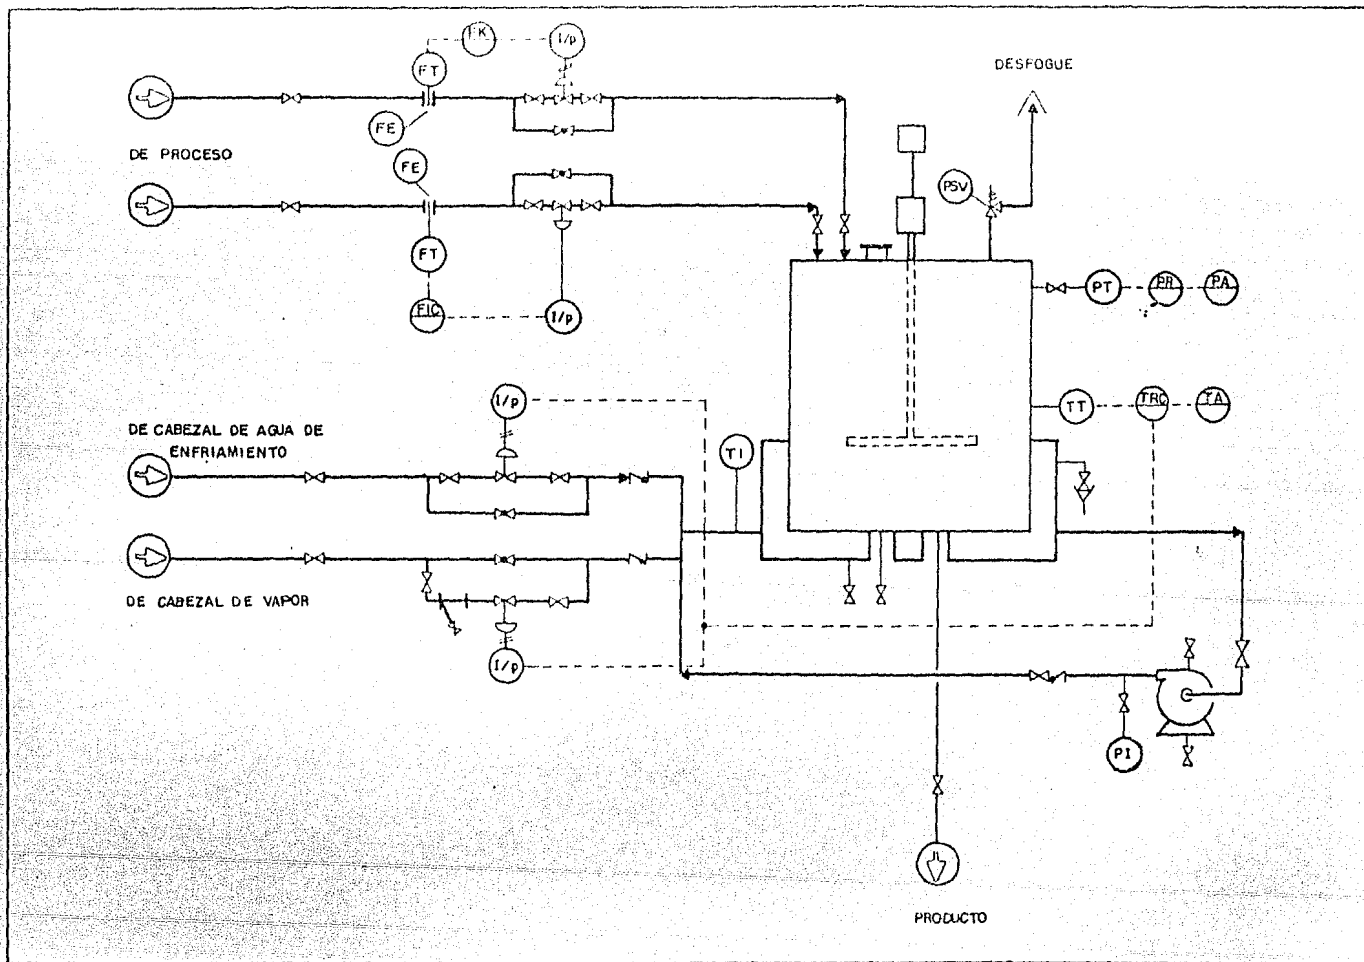 I/p
FT
DESFOGUE
FE
DE PROCESO
FE
PSV
FT
PT
PR
PA
FIC
I/p
I/p
TT
TRC
TA
DE CABEZAL DE AGUA DE
ENFRIAMIENTO
TI
DE CABEZAL DE VAPOR
I/p
PI
PRODUCTO